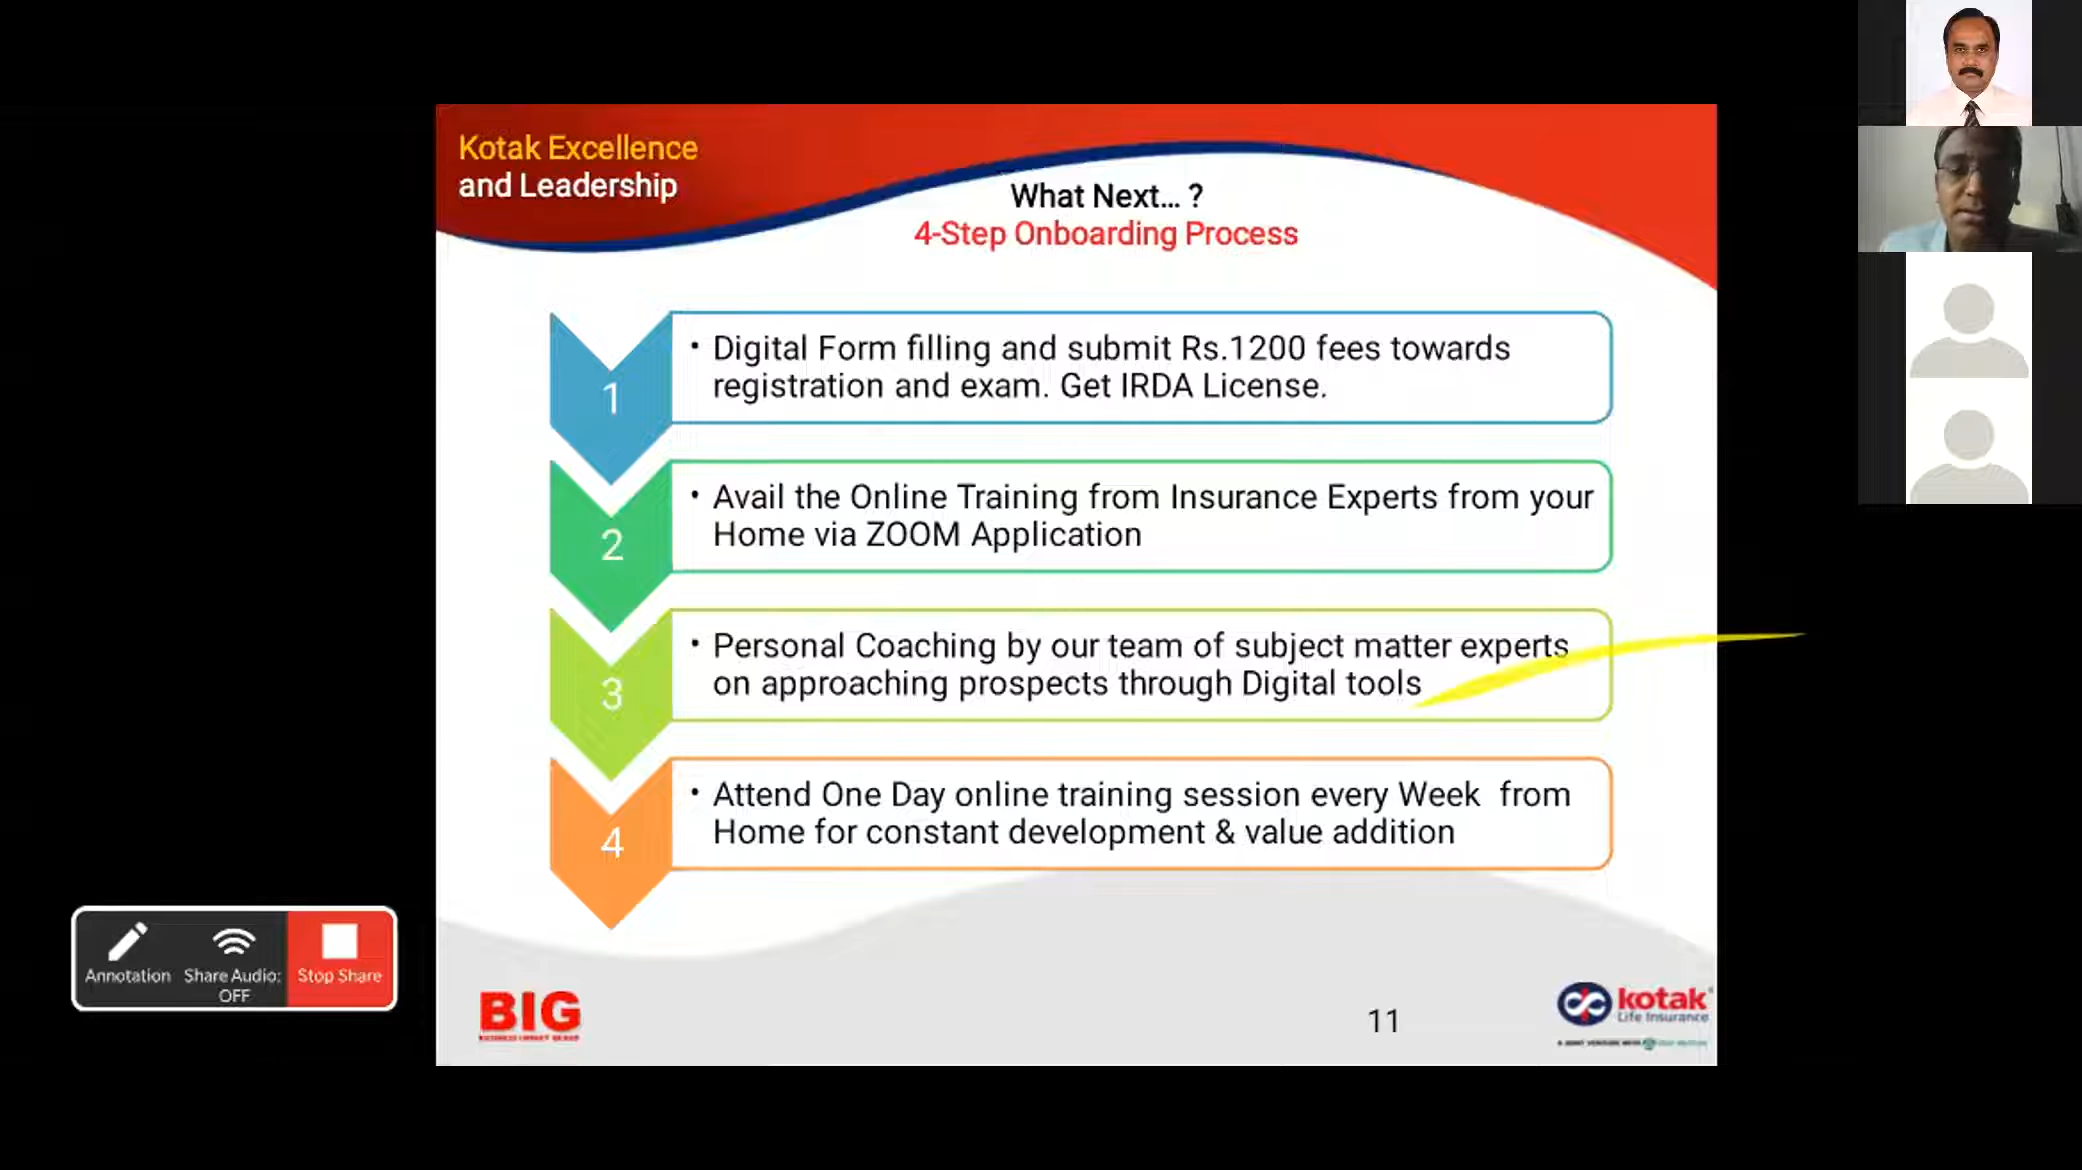 Kotak Excellence
and Leadership
What Next... ?
4-Step Onboarding Process
1
• Digital Form filling and submit Rs.1200 fees towards
registration and exam. Get IRDA License.
2
• Avail the Online Training from Insurance Experts from your
Home via ZOOM Application
3
• Personal Coaching by our team of subject matter experts
on approaching prospects through Digital tools
4
• Attend One Day online training session every Week from
Home for constant development & value addition
Annotation
Share Audio:
OFF
Stop Share
BIG
11
kotak
Life Insurance